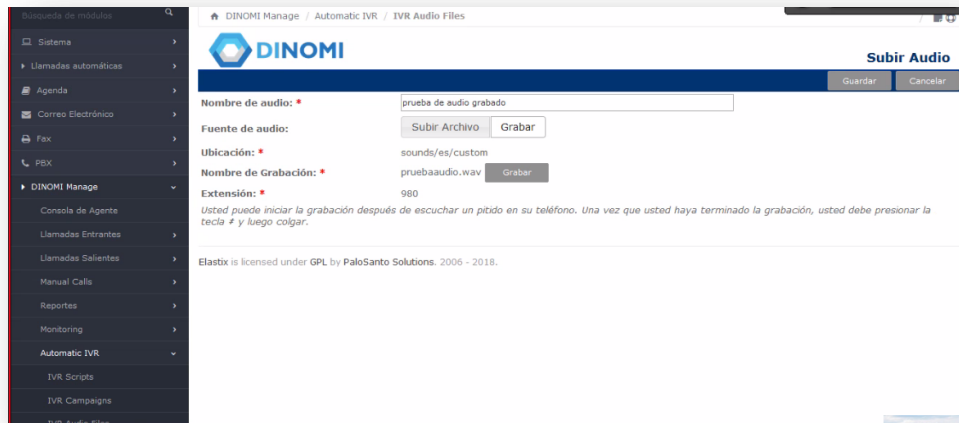 Búsqueda de módulos
DINOMI Manage / Automatic IVR / IVR Audio Files
/
Sistema
DINOMI
Subir Audio
Llamadas automáticas
Guardar Cancelar
Agenda
Nombre de audio: * prueba de audio grabado
Correo Electrónico
Fuente de audio: Subir Archivo Grabar
Fax
Ubicación: * sounds/es/custom
PBX
Nombre de Grabación: * pruebaaudio.wav Grabar
DINOMI Manage
Extensión: * 980
Consola de Agente
Usted puede iniciar la grabación después de escuchar un pitido en su teléfono. Una vez que usted haya terminado la grabación, usted debe presionar la
tecla # y luego colgar.
Llamadas Entrantes
Llamadas Salientes
Elastix is licensed under GPL by PaloSanto Solutions. 2006 - 2018.
Manual Calls
Reportes
Monitoring
Automatic IVR
IVR Scripts
IVR Campaigns
IVR Audio Files